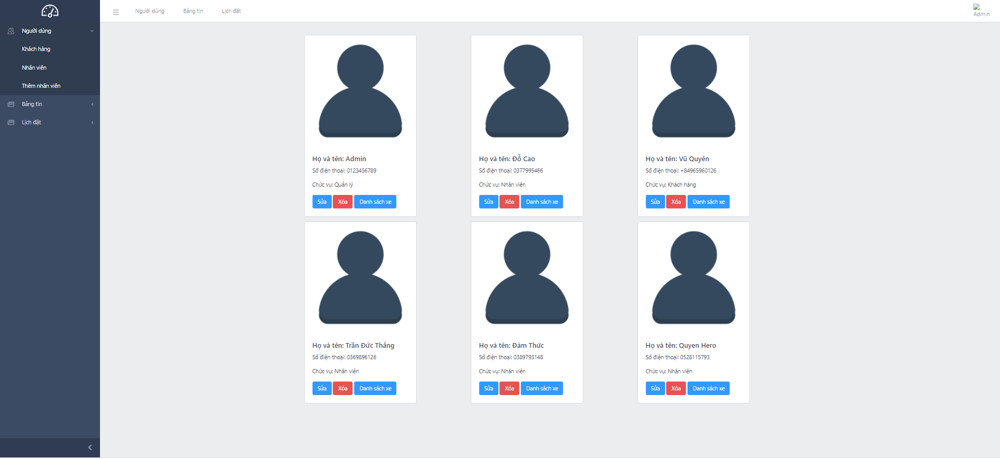 Người dùng
Bảng tin
Lịch đặt
Admin
Người dùng
Khách hàng
Nhân viên
Thêm nhân viên
Bảng tin
Lịch đặt
Họ và tên: Admin
Số điện thoại: 0123456789
Chức vụ: Quản lý
Sửa Xóa Danh sách xe
Họ và tên: Đỗ Cao
Số điện thoại: 0377995466
Chức vụ: Nhân viên
Sửa Xóa Danh sách xe
Họ và tên: Vũ Quyên
Số điện thoại: +84965960126
Chức vụ: Khách hàng
Sửa Xóa Danh sách xe
Họ và tên: Trần Đức Thắng
Số điện thoại: 0369896126
Chức vụ: Nhân viên
Sửa Xóa Danh sách xe
Họ và tên: Đàm Thức
Số điện thoại: 0389793148
Chức vụ: Nhân viên
Sửa Xóa Danh sách xe
Họ và tên: Quyen Hero
Số điện thoại: 0528115793
Chức vụ: Nhân viên
Sửa Xóa Danh sách xe